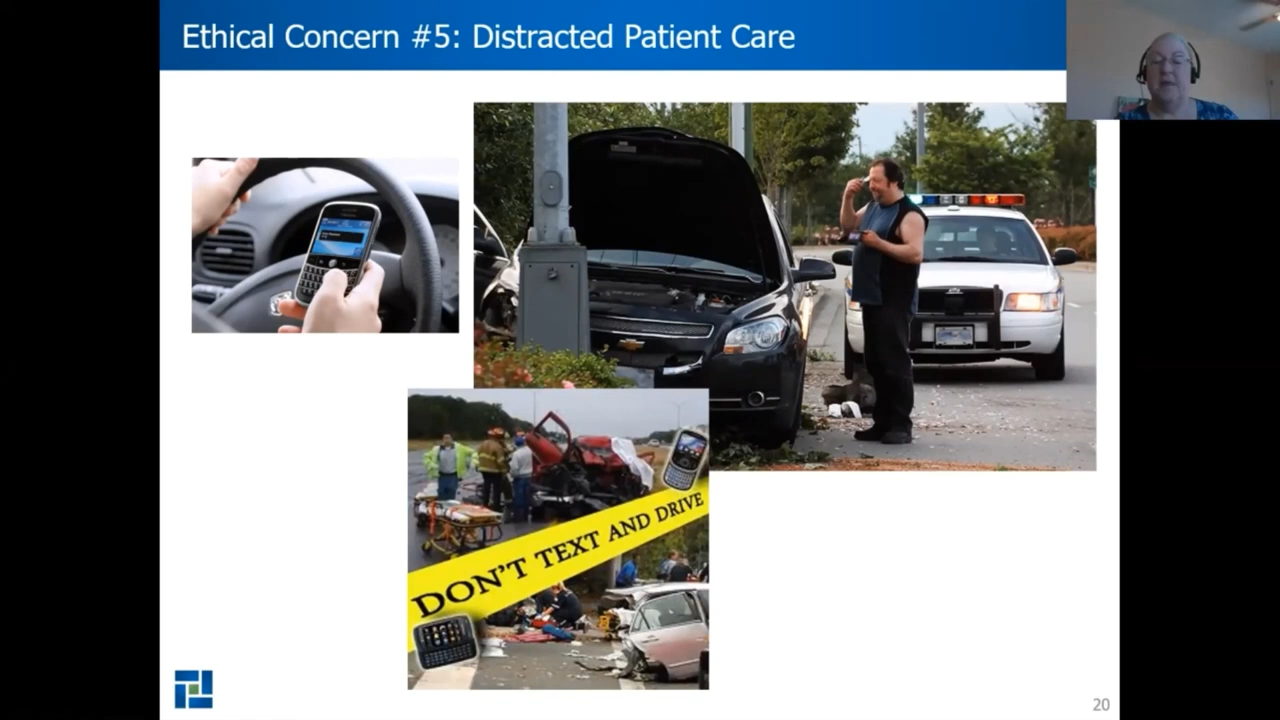 Ethical Concern #5: Distracted Patient Care
DON'T TEXT AND DRIVE
20